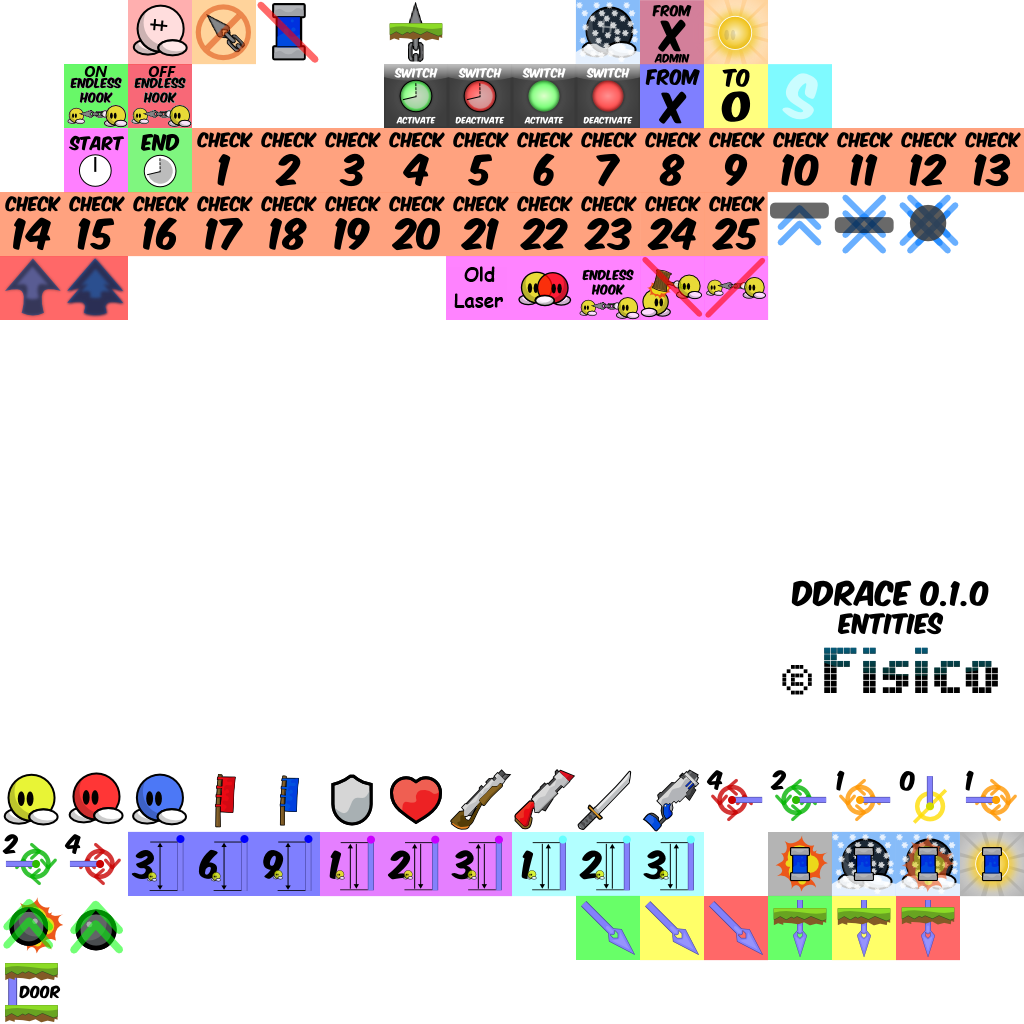 FROM
X
ADMIN
ON
ENDLESS
HOOK
OFF
ENDLESS
HOOK
SWITCH
ACTIVATE
SWITCH
DEACTIVATE
SWITCH
ACTIVATE
SWITCH
DEACTIVATE
FROM
X
TO
O
S
START
END
CHECK
1
CHECK
2
CHECK
3
CHECK
4
CHECK
5
CHECK
6
CHECK
7
CHECK
8
CHECK
9
CHECK
10
CHECK
11
CHECK
12
CHECK
13
CHECK
14
CHECK
15
CHECK
16
CHECK
17
CHECK
18
CHECK
19
CHECK
20
CHECK
21
CHECK
22
CHECK
23
CHECK
24
CHECK
25
Old
Laser
ENDLESS
HOOK
DDRACE 0.1.0
ENTITIES
© Fisico
4 2 1 0 1
2 4 3 6 9 1 2 3 1 2 3
DOOR